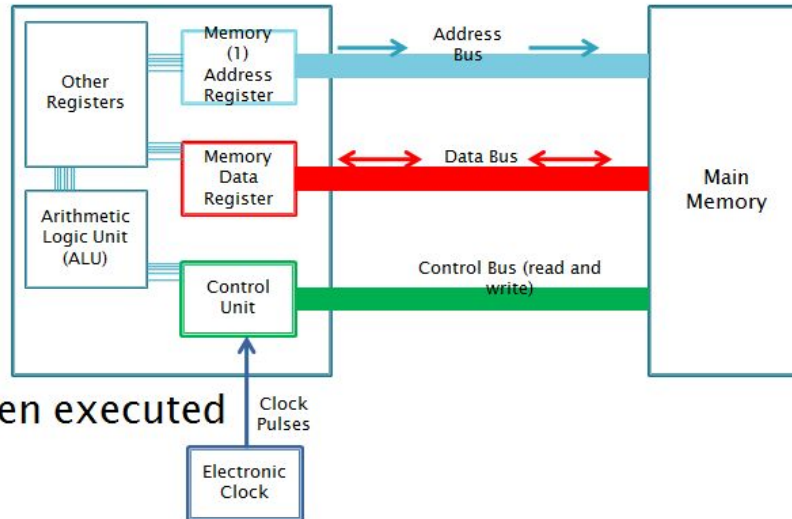 Memory
(1)
Address
Register
Address
Bus
Other
Registers
Memory
Data
Register
Data Bus
Main
Memory
Arithmetic
Logic Unit
(ALU)
Control
Unit
Control Bus (read and
write)
en executed
Clock
Pulses
Electronic
Clock